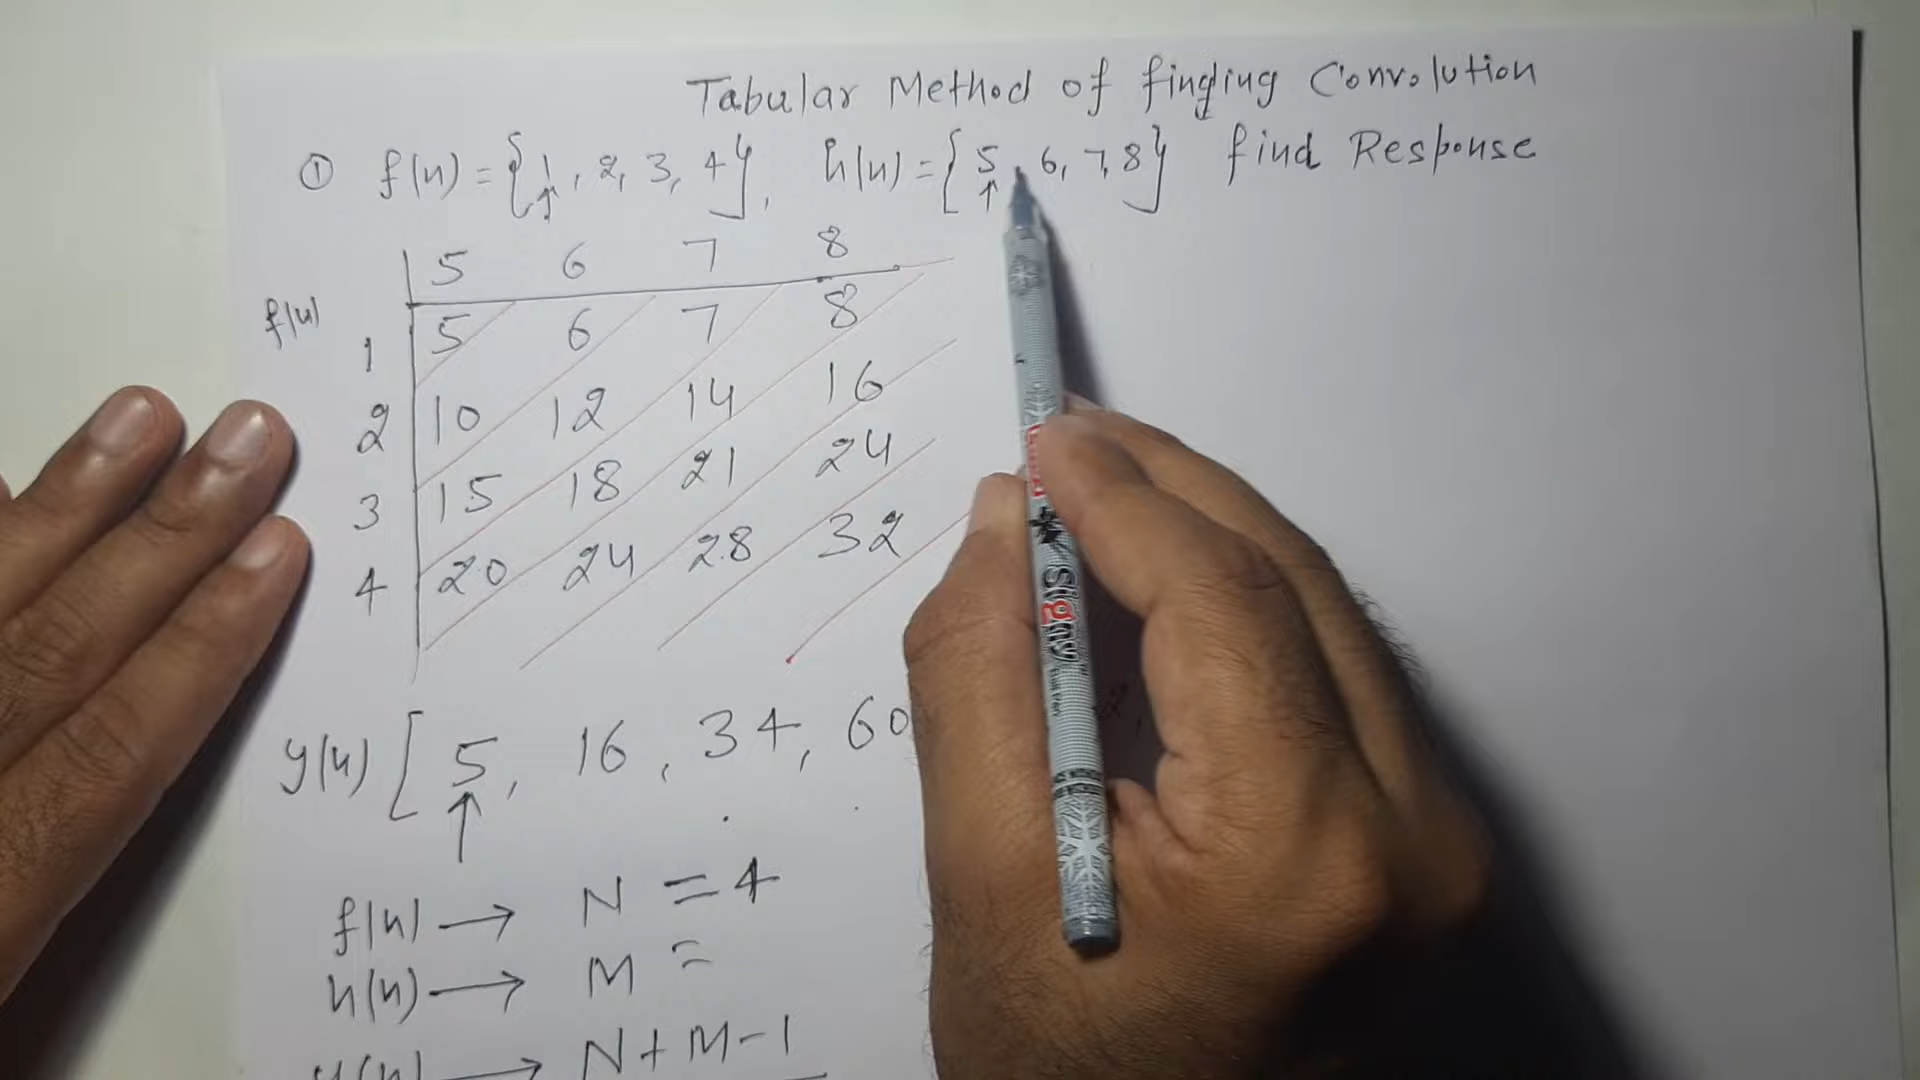 Tabular Method of finding Convolution
① f(n) = {1, 2, 3, 4}, h(n) = {5, 6, 7, 8} find Response
↑ ↑
5 6 7 8
f(n)
1 5 6 7 8
2 10 12 14 16
3 15 18 21 24
4 20 24 28 32
y(n) [5, 16, 34, 60
↑
f(n) → N = 4
h(n) → M =
y(n) → N + M - 1
Signy